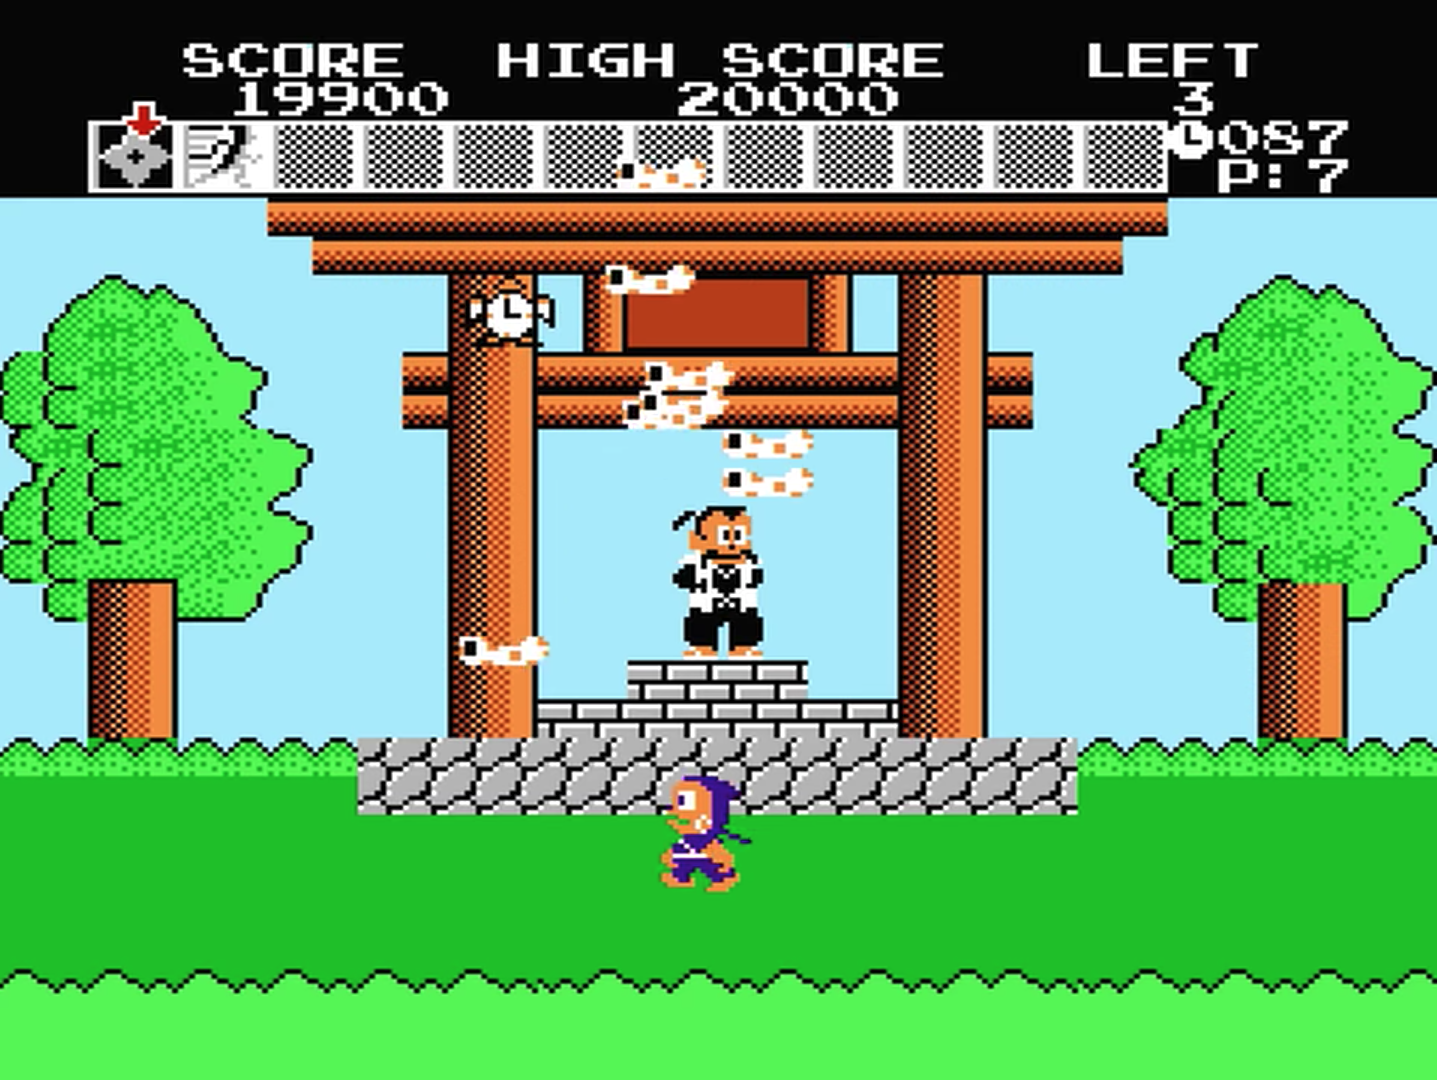 SCORE HIGH SCORE LEFT
19900 20000 3
087
P: 7